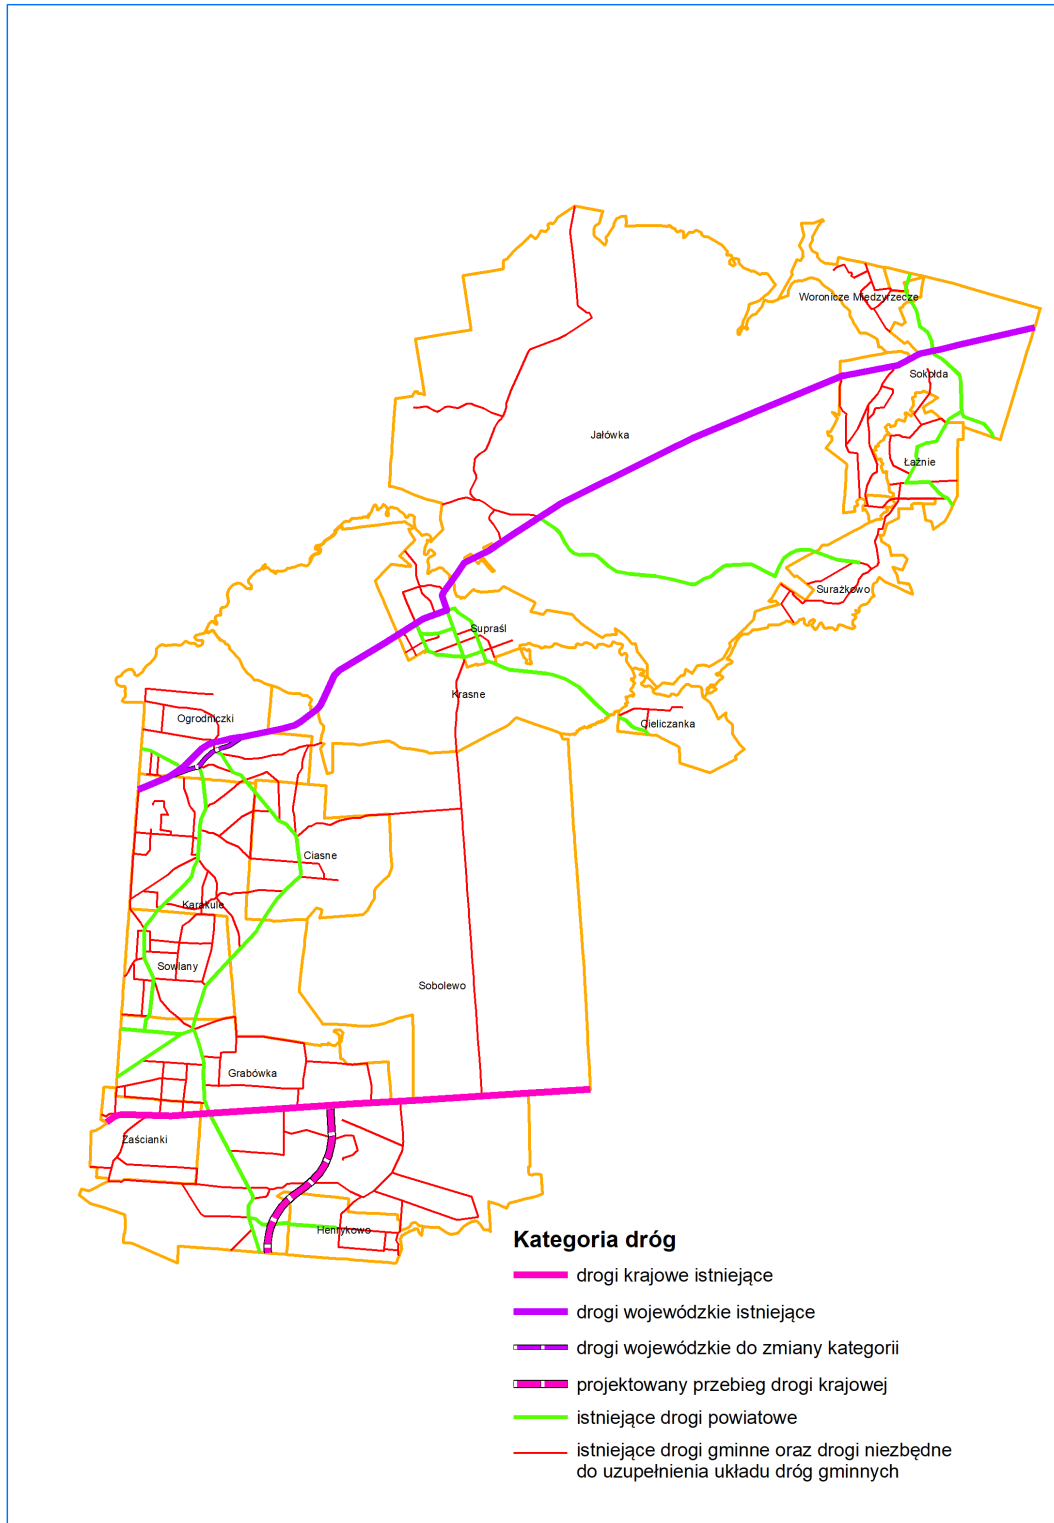 Woronicze Miedzyrzecze
Sokołda
Jałówka
Łaźnie
Surażkowo
Supraśl
Krasne
Ogrodniczki
Cieliczanka
Ciasne
Karakule
Sowlany
Sobolewo
Grabówka
Zaścianki
Henrykowo
Kategoria dróg
drogi krajowe istniejące
drogi wojewódzkie istniejące
drogi wojewódzkie do zmiany kategorii
projektowany przebieg drogi krajowej
istniejące drogi powiatowe
istniejące drogi gminne oraz drogi niezbędne
do uzupełnienia układu dróg gminnych